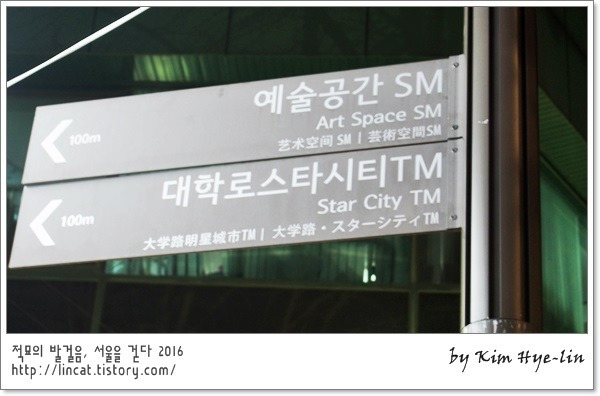 예술공간 SM
100m
Art Space SM
艺术空间 SM | 芸術空間SM
대학로스타시티TM
100m
Star City TM
大学路明星城市TM | 大学路・スターシティTM
적묘의 발걸음, 서울을 걷다 2016
by Kim Hye-lin
http://lincat.tistory.com/